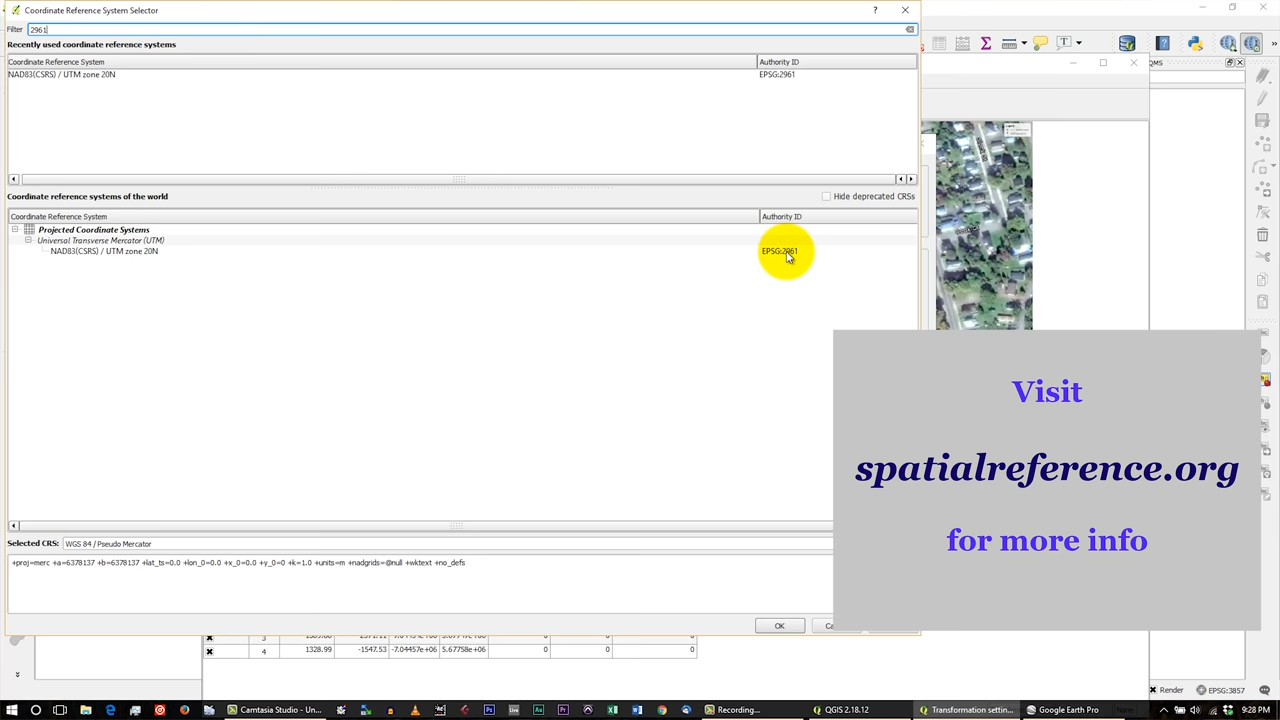 Coordinate Reference System Selector
?
Filter 2961
Recently used coordinate reference systems
Coordinate Reference System Authority ID
NAD83(CSRS) / UTM zone 20N EPSG:2961
QMS
Coordinate reference systems of the world
Hide deprecated CRSs
Coordinate Reference System Authority ID
Projected Coordinate Systems
Universal Transverse Mercator (UTM)
NAD83(CSRS) / UTM zone 20N EPSG:2961
Visit
spatialreference.org
for more info
Selected CRS: WGS 84 / Pseudo Mercator
+proj=merc +a=6378137 +b=6378137 +lat_ts=0.0 +lon_0=0.0 +x_0=0.0 +y_0=0 +k=1.0 +units=m +nadgrids=@null +wktext +no_defs
OK
4 1328.99 -1547.53 -7.04457e+06 5.67758e+06 0 0 0
Render EPSG:3857
Camtasia Studio - Un... Recording... QGIS 2.18.12 Transformation settin... Google Earth Pro 9:28 PM